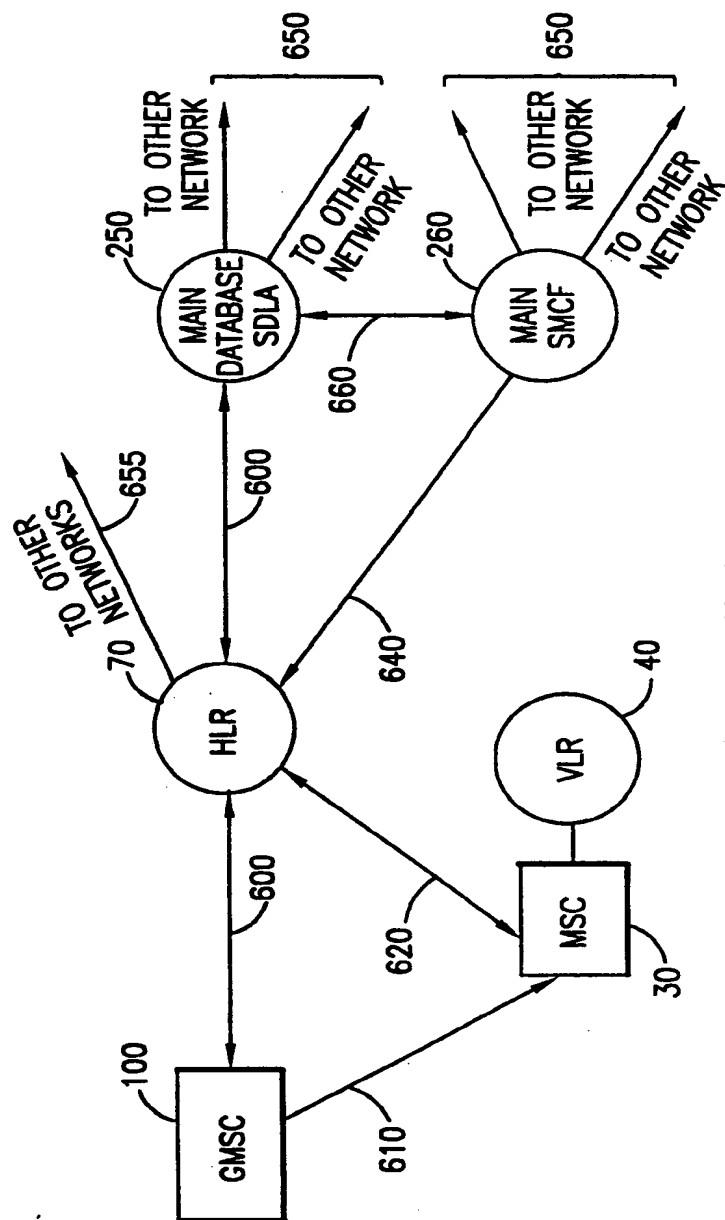 TO OTHER
NETWORKS
655
70
HLR
600
250
MAIN
DATABASE
SDLA
TO OTHER
NETWORK
TO OTHER
NETWORK
650
100
GMSC
600
660
260
MAIN
SMCF
TO OTHER
NETWORK
TO OTHER
NETWORK
650
640
610
620
MSC
30
VLR
40